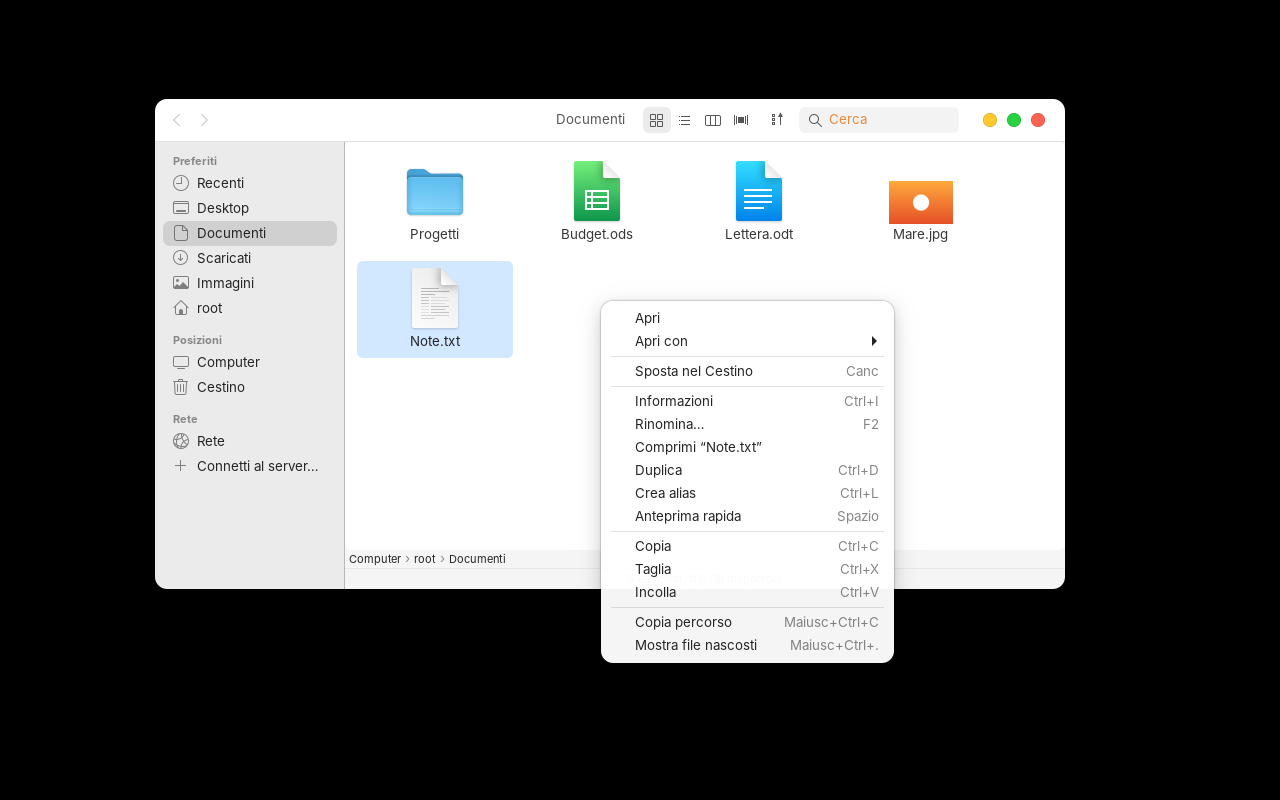 Documenti
Cerca
Preferiti
Recenti
Desktop
Documenti
Scaricati
Immagini
root
Posizioni
Computer
Cestino
Rete
Rete
Connetti al server...
Progetti
Budget.ods
Lettera.odt
Mare.jpg
Note.txt
Apri
Apri con
Sposta nel Cestino Canc
Informazioni Ctrl+I
Rinomina... F2
Comprimi “Note.txt”
Duplica Ctrl+D
Crea alias Ctrl+L
Anteprima rapida Spazio
Copia Ctrl+C
Taglia Ctrl+X
Incolla Ctrl+V
Copia percorso Maiusc+Ctrl+C
Mostra file nascosti Maiusc+Ctrl+.
Computer › root › Documenti